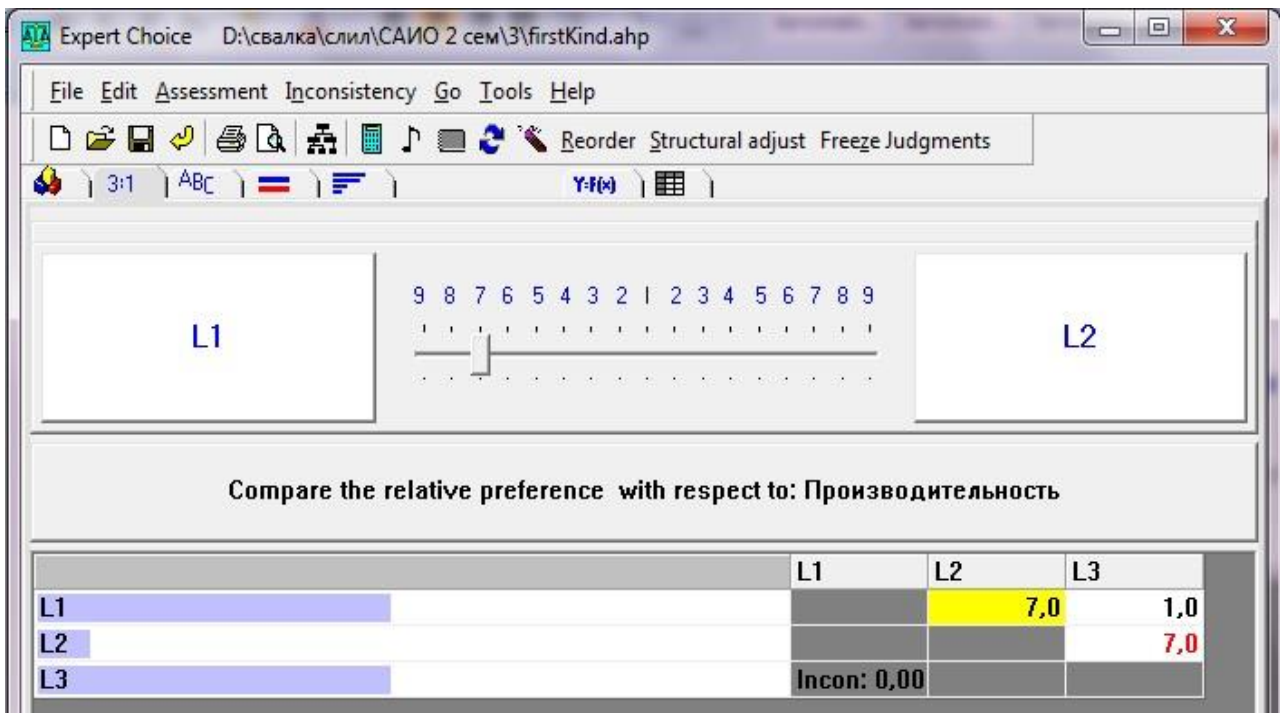 Expert Choice D:\свалка\слил\САИО 2 сем\3\firstKind.ahp
File Edit Assessment Inconsistency Go Tools Help
Reorder Structural adjust Freeze Judgments
3:1 ABC Y=F(x)
9 8 7 6 5 4 3 2 1 2 3 4 5 6 7 8 9
L1 L2
Compare the relative preference with respect to: Производительность
L1 L2 L3
L1 7,0 1,0
L2 7,0
L3 Incon: 0,00